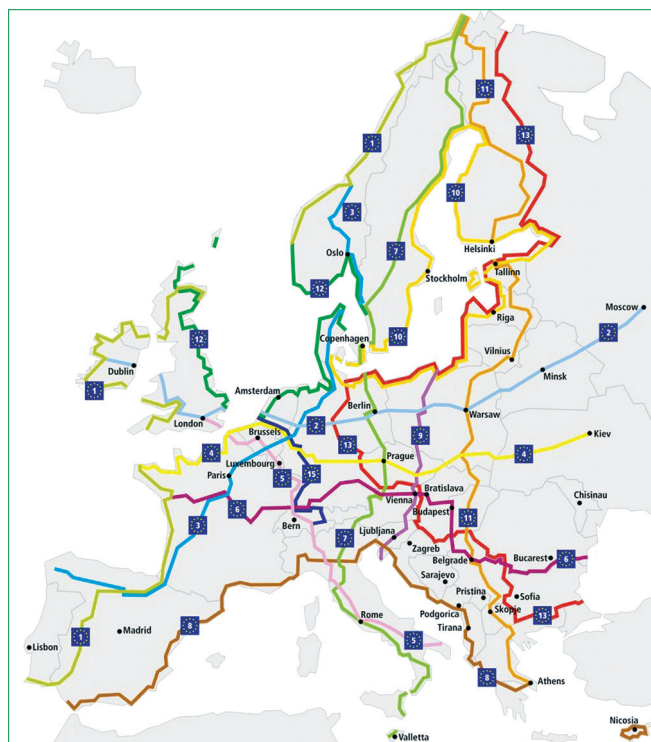 11
13
1
10
3
Oslo
7
Helsinki
Stockholm
Tallinn
12
12
Moscow
2
Copenhagen
10
Riga
Dublin
Vilnius
Minsk
1
Amsterdam
London
Berlin
Warsaw
2
Brussels
9
Kiev
4
13
4
Luxembourg
15
Prague
Paris
5
6
Vienna
Bratislava
Chisinau
3
Bern
Budapest
11
7
Ljubljana
Zagreb
Belgrade
Bucarest
6
Sarajevo
Pristina
Sofia
1
Madrid
8
Rome
Podgorica
Skopje
13
Lisbon
5
Tirana
8
Athens
Valletta
Nicosia